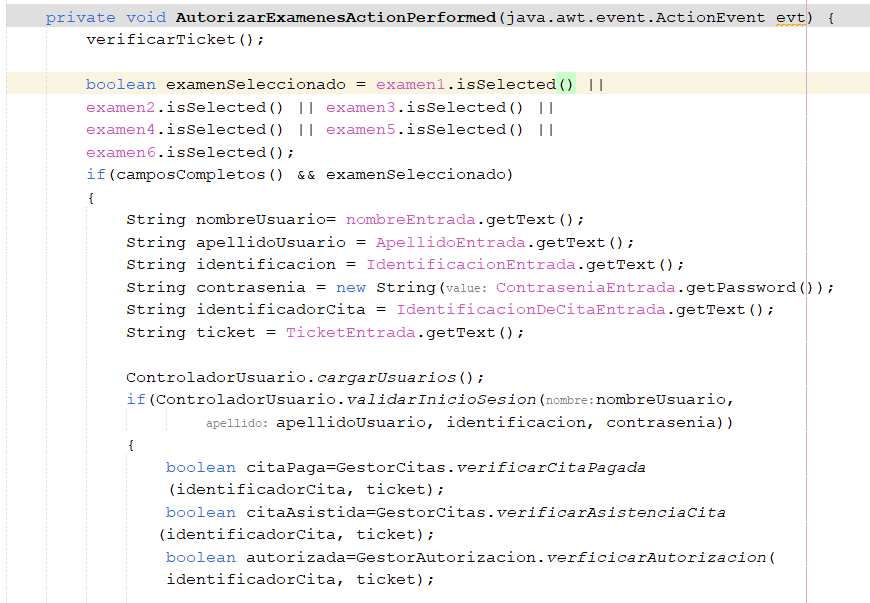 private void AutorizarExamenesActionPerformed(java.awt.event.ActionEvent evt) {
verificarTicket();
boolean examenSeleccionado = examen1.isSelected() ||
examen2.isSelected() || examen3.isSelected() ||
examen4.isSelected() || examen5.isSelected() ||
examen6.isSelected();
if(camposCompletos() && examenSeleccionado)
{
String nombreUsuario= nombreEntrada.getText();
String apellidoUsuario = ApellidoEntrada.getText();
String identificacion = IdentificacionEntrada.getText();
String contrasenia = new String(value: ContraseniaEntrada.getPassword());
String identificadorCita = IdentificacionDeCitaEntrada.getText();
String ticket = TicketEntrada.getText();
ControladorUsuario.cargarUsuarios();
if(ControladorUsuario.validarInicioSesion(nombre:nombreUsuario,
apellido: apellidoUsuario, identificacion, contrasenia))
{
boolean citaPaga=GestorCitas.verificarCitaPagada
(identificadorCita, ticket);
boolean citaAsistida=GestorCitas.verificarAsistenciaCita
(identificadorCita, ticket);
boolean autorizada=GestorAutorizacion.verficicarAutorizacion(
identificadorCita, ticket);